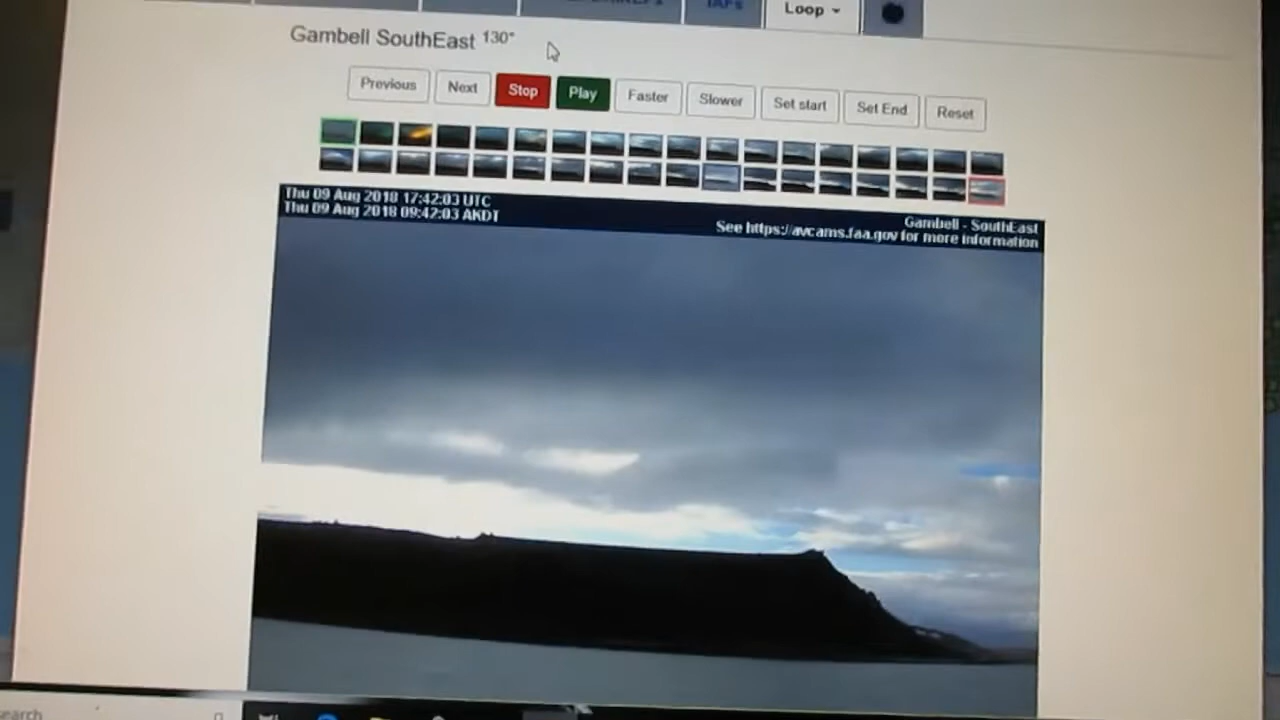 Loop
Gambell SouthEast 130°
Previous Next Stop Play Faster Slower Set start Set End Reset
Thu 09 Aug 2018 17:42:03 UTC
Thu 09 Aug 2018 09:42:03 AKDT
Gambell - SouthEast
See https://avcams.faa.gov for more information
earch